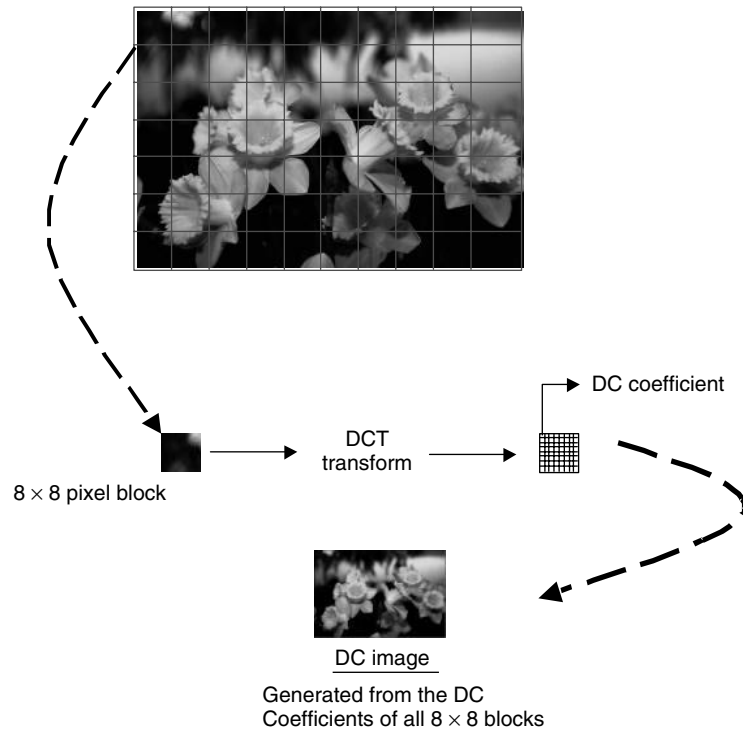 DC coefficient
DCT
transform
8 × 8 pixel block
DC image
Generated from the DC
Coefficients of all 8 × 8 blocks